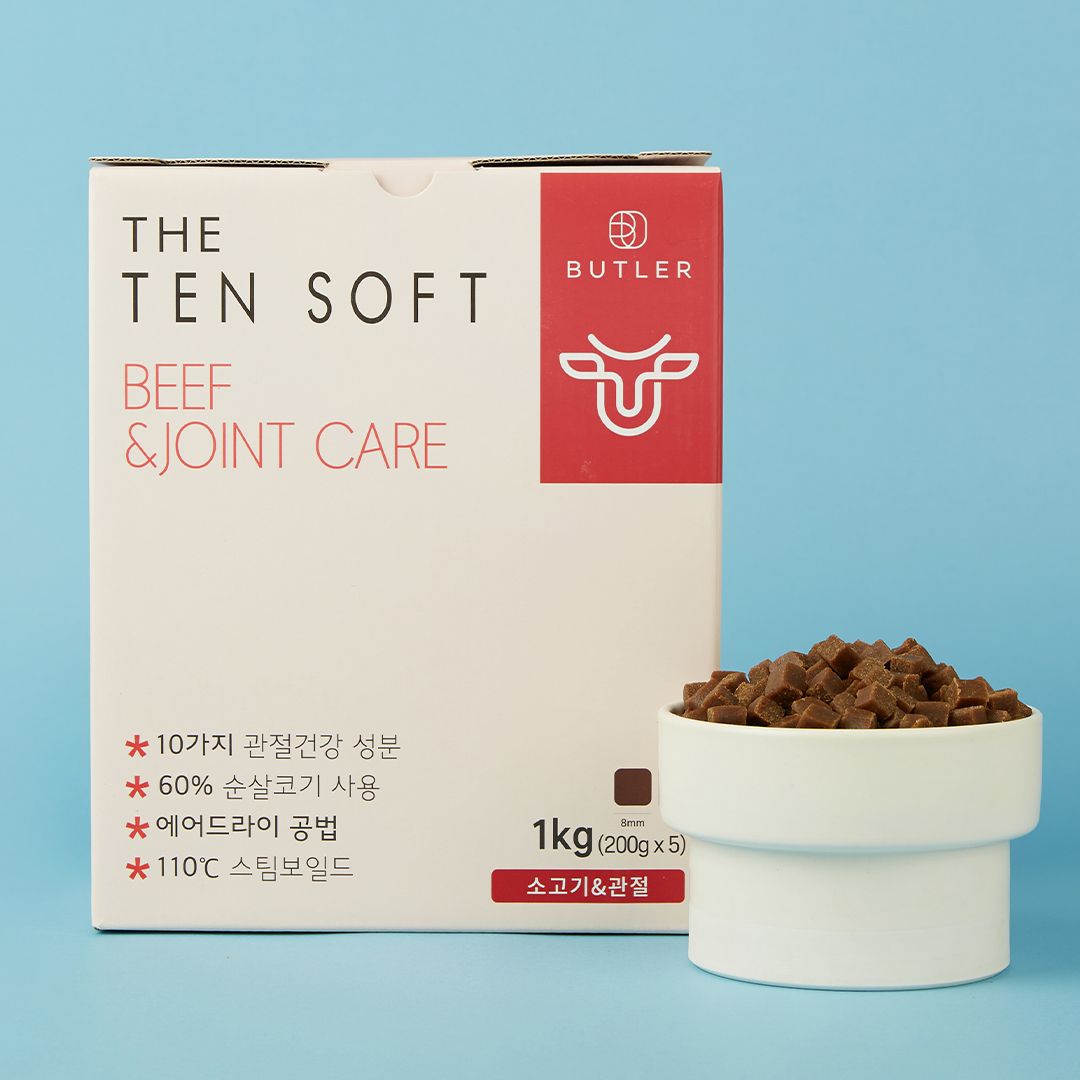 THE
TEN SOFT
BEEF
&JOINT CARE
BUTLER
*10가지 관절건강 성분
*60% 순살코기 사용
*에어드라이 공법
*110℃ 스팀보일드
8mm
1kg (200g x 5)
소고기&관절